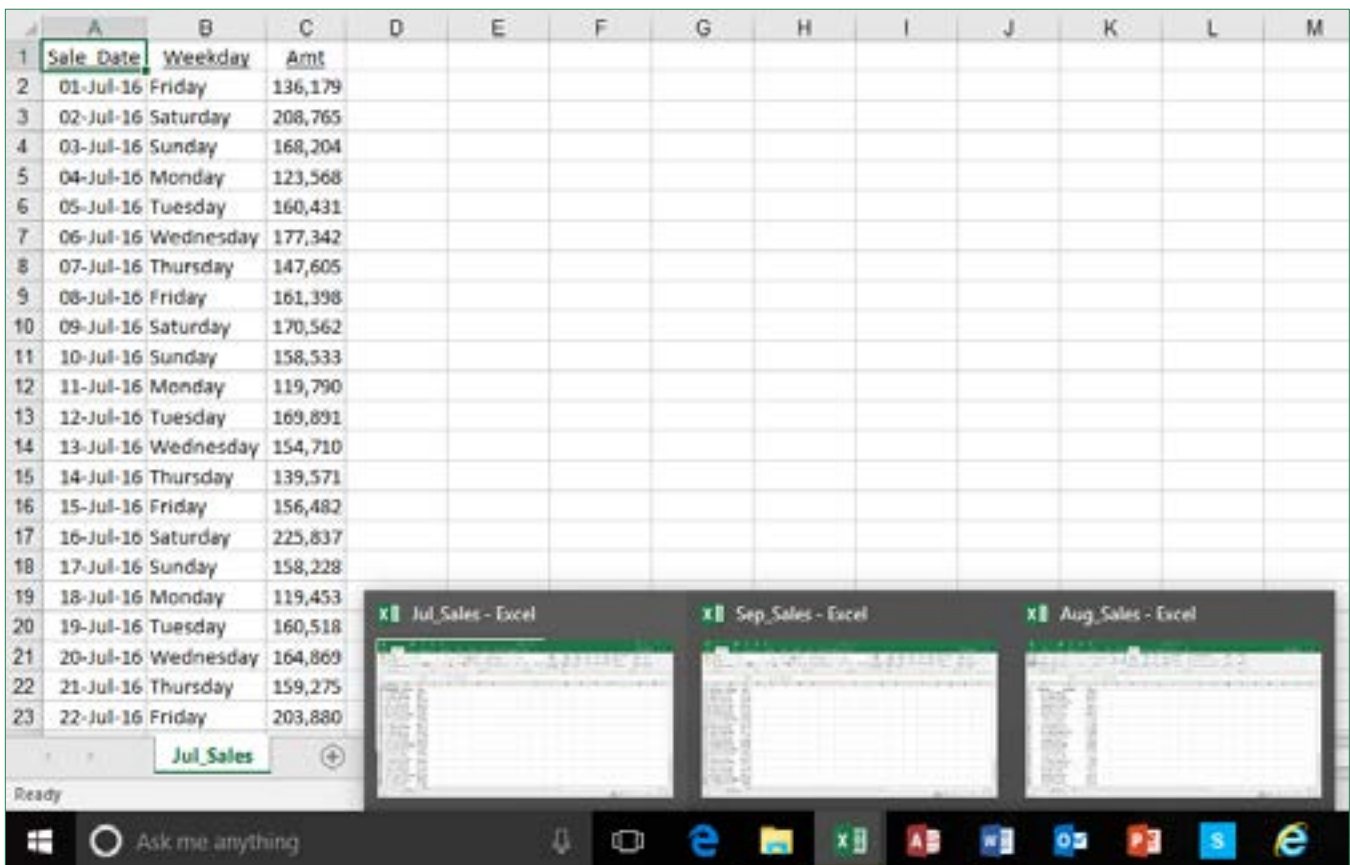 A B C D E F G H I J K L M
1 Sale_Date Weekday Amt
2 01-Jul-16 Friday 136,179
3 02-Jul-16 Saturday 208,765
4 03-Jul-16 Sunday 168,204
5 04-Jul-16 Monday 123,568
6 05-Jul-16 Tuesday 160,431
7 06-Jul-16 Wednesday 177,342
8 07-Jul-16 Thursday 147,605
9 08-Jul-16 Friday 161,398
10 09-Jul-16 Saturday 170,562
11 10-Jul-16 Sunday 158,533
12 11-Jul-16 Monday 119,790
13 12-Jul-16 Tuesday 169,891
14 13-Jul-16 Wednesday 154,710
15 14-Jul-16 Thursday 139,571
16 15-Jul-16 Friday 156,482
17 16-Jul-16 Saturday 225,837
18 17-Jul-16 Sunday 158,228
19 18-Jul-16 Monday 119,453
20 19-Jul-16 Tuesday 160,518
21 20-Jul-16 Wednesday 164,869
22 21-Jul-16 Thursday 159,275
23 22-Jul-16 Friday 203,880
Jul_Sales - Excel Sep_Sales - Excel Aug_Sales - Excel
Jul_Sales
Ready
Ask me anything